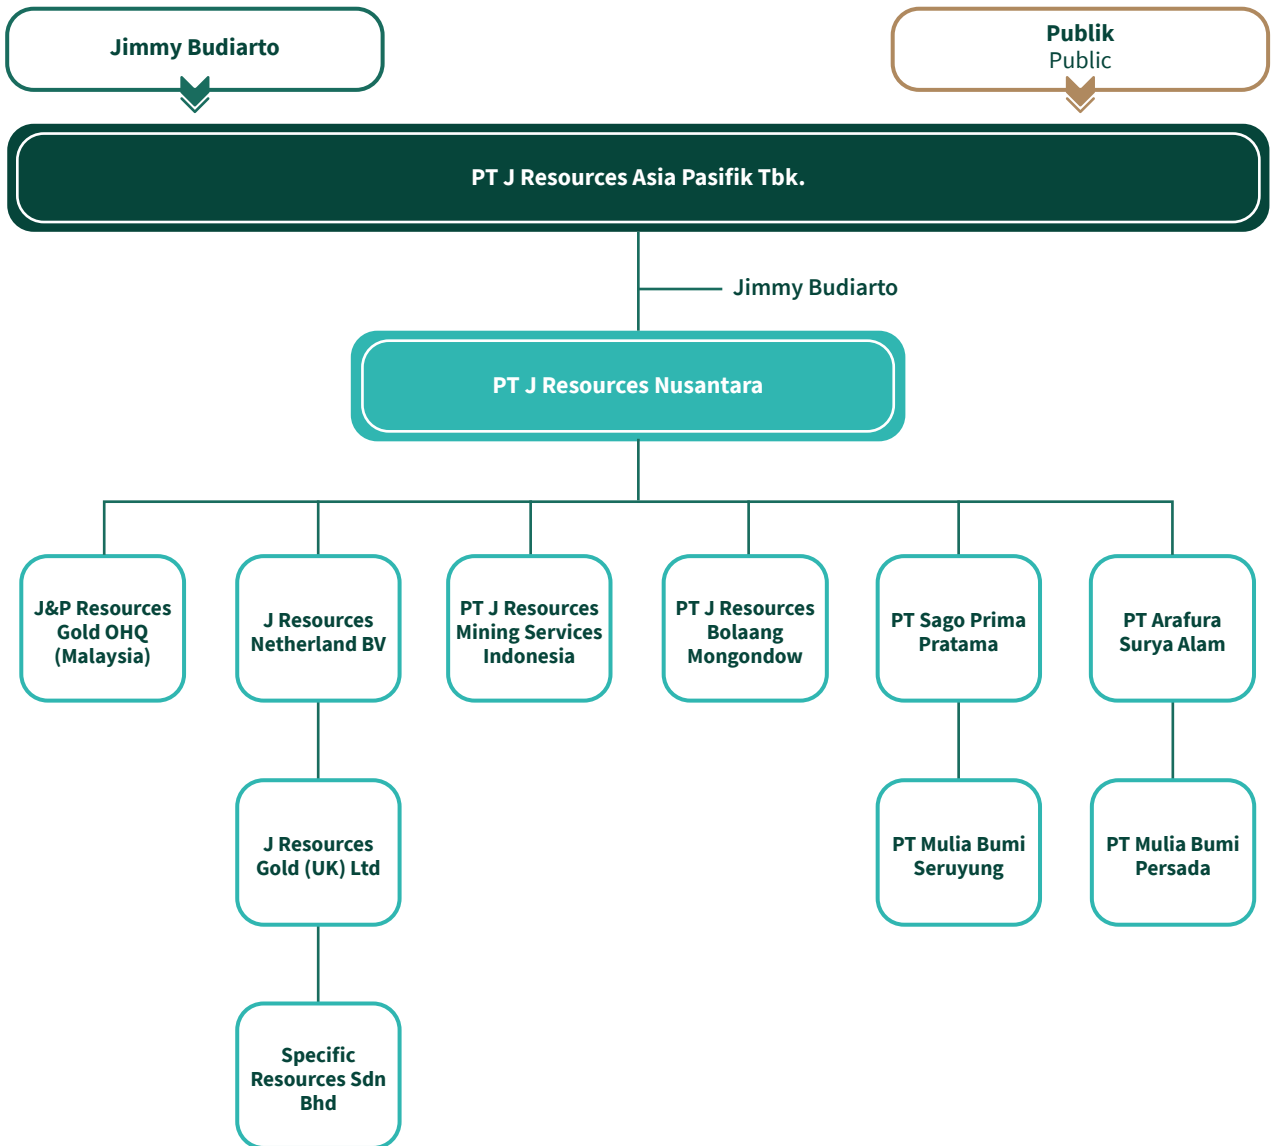 Jimmy Budiarto
Publik
Public
PT J Resources Asia Pasifik Tbk.
Jimmy Budiarto
PT J Resources Nusantara
J&P Resources
Gold OHQ
(Malaysia)
J Resources
Netherland BV
PT J Resources
Mining Services
Indonesia
PT J Resources
Bolaang
Mongondow
PT Sago Prima
Pratama
PT Arafura
Surya Alam
J Resources
Gold (UK) Ltd
PT Mulia Bumi
Seruyung
PT Mulia Bumi
Persada
Specific
Resources Sdn
Bhd